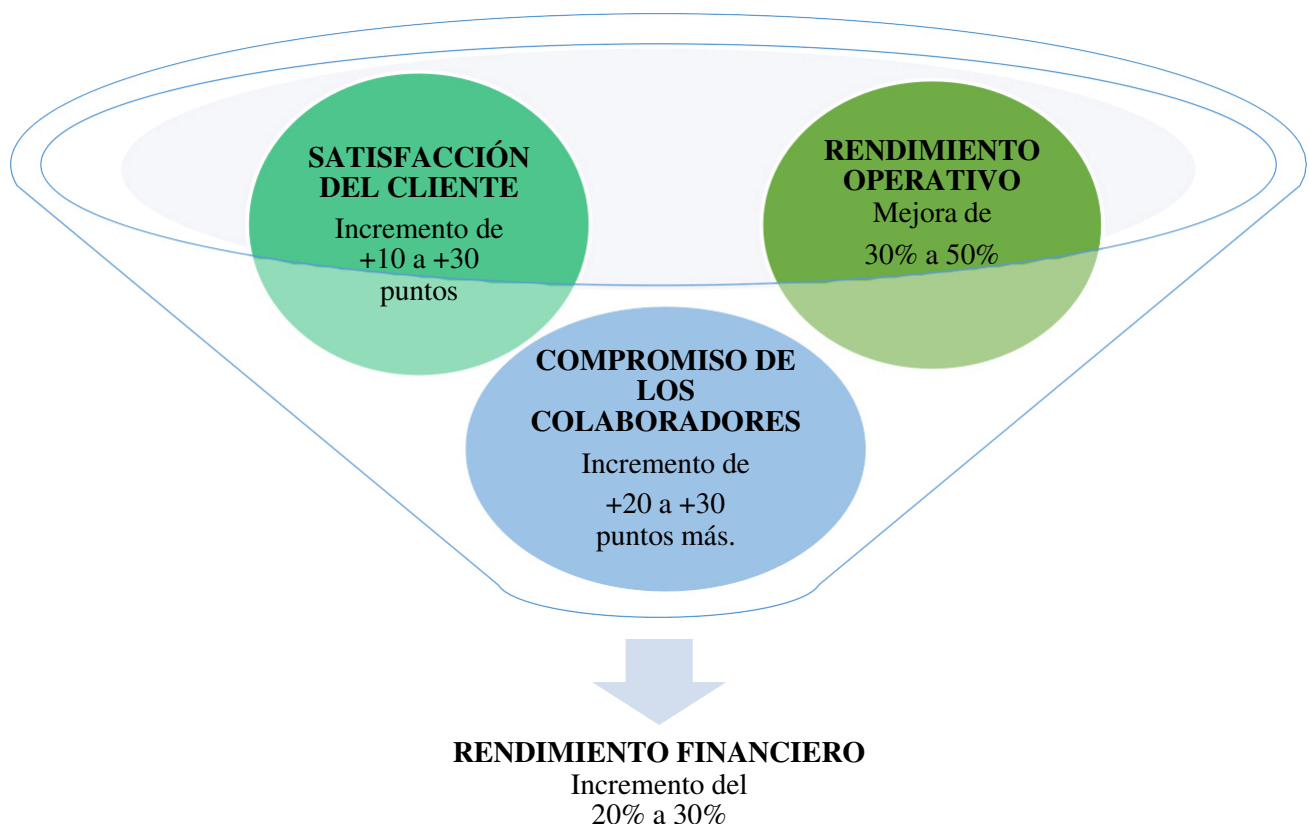 SATISFACCIÓN
DEL CLIENTE
Incremento de
+10 a +30
puntos
RENDIMIENTO
OPERATIVO
Mejora de
30% a 50%
COMPROMISO DE
LOS
COLABORADORES
Incremento de
+20 a +30
puntos más.
RENDIMIENTO FINANCIERO
Incremento del
20% a 30%